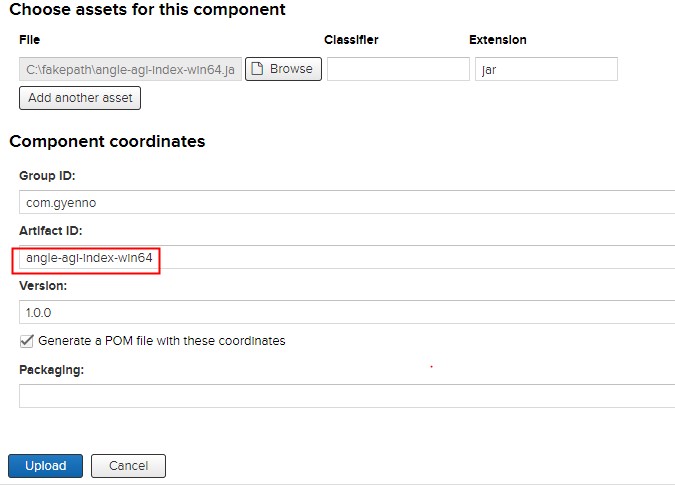 Choose assets for this component
File Classifier Extension
C:\fakepath\angle-agl-index-win64.ja Browse jar
Add another asset
Component coordinates
Group ID:
com.gyenno
Artifact ID:
angle-agl-index-win64
Version:
1.0.0
Generate a POM file with these coordinates
Packaging:
Upload Cancel